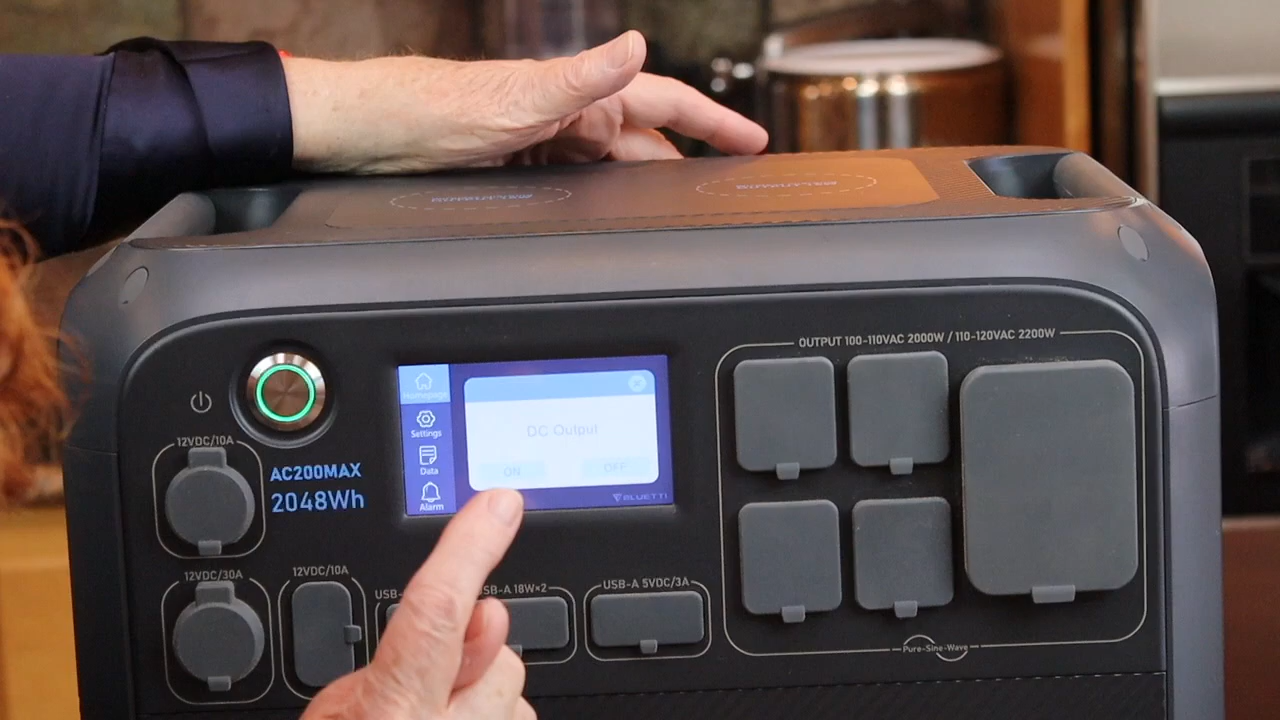 OUTPUT 100-110VAC 2000W / 110-120VAC 2200W
12VDC/10A
AC200MAX
2048Wh
Homepage
Settings
Data
Alarm
DC Output
ON
OFF
BLUETTI
12VDC/30A
12VDC/10A
USB-
USB-A 18W×2
USB-A 5VDC/3A
Pure-Sine-Wave